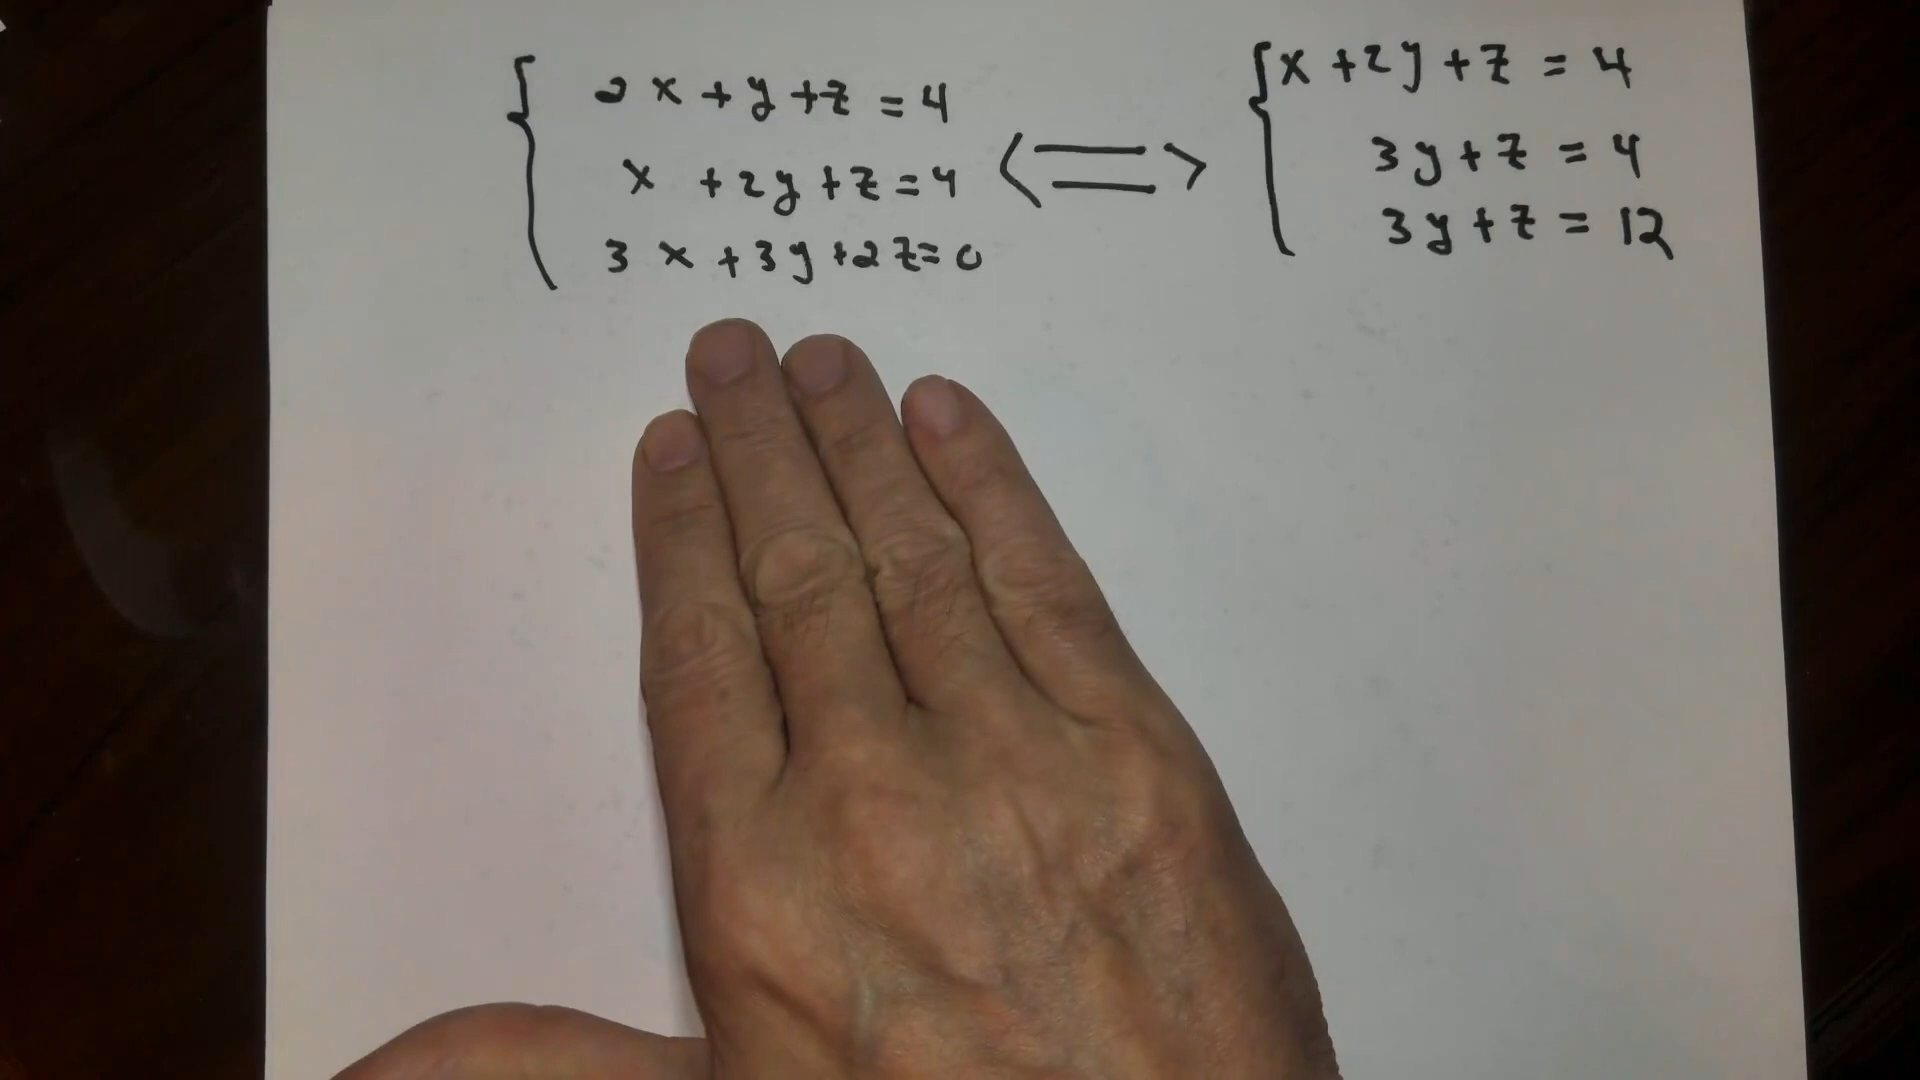 2x + y + z = 4
x + 2y + z = 4
3x + 3y + 2z = 0
<=>
x + 2y + z = 4
3y + z = 4
3y + z = 12